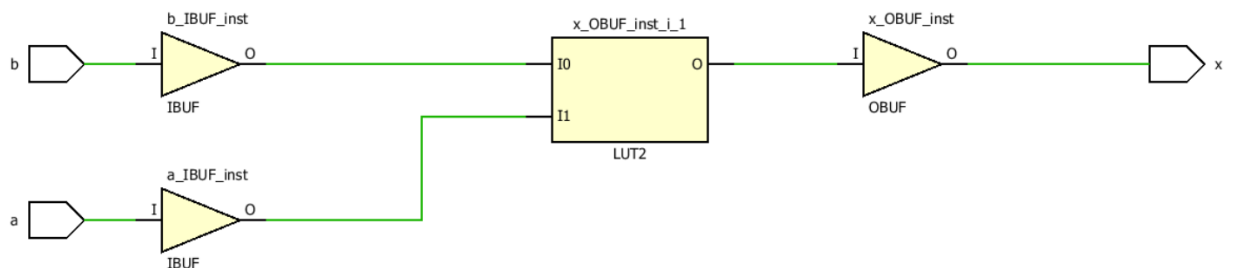 b_IBUF_inst
x_OBUF_inst_i_1
x_OBUF_inst
b
I
O
I0
O
I
O
x
IBUF
OBUF
I1
LUT2
a_IBUF_inst
a
I
O
IBUF